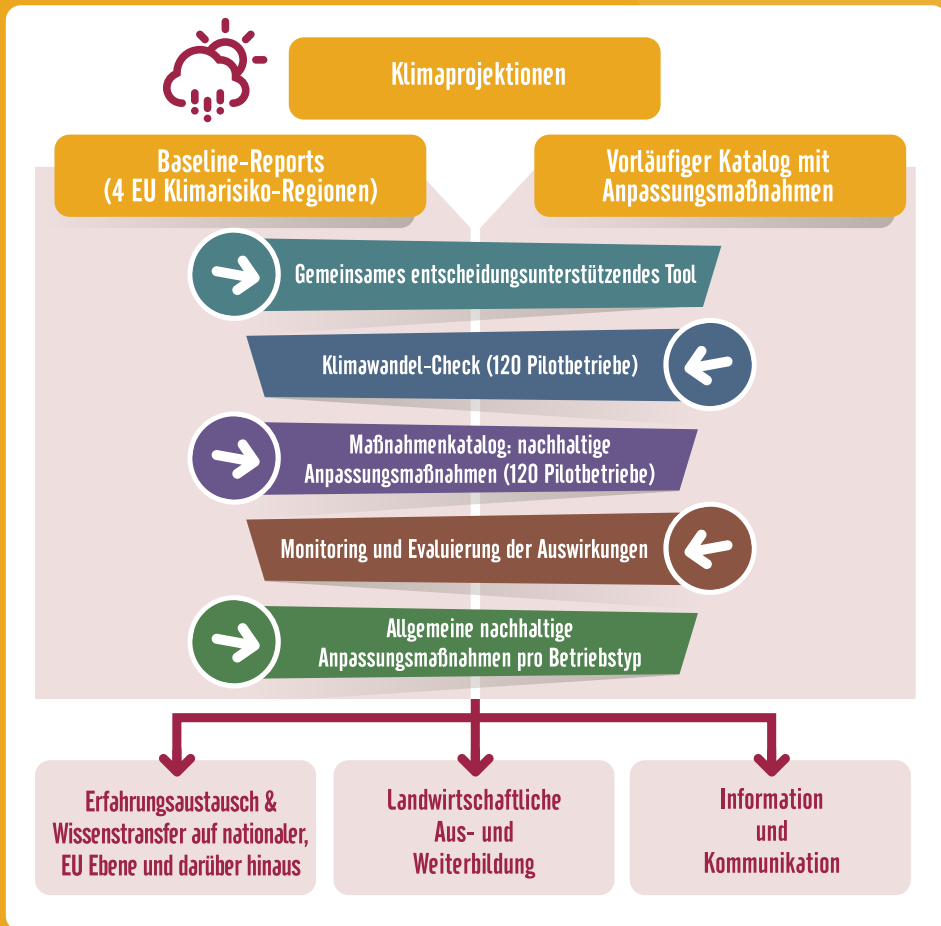 Klimaprojektionen
Baseline-Reports
(4 EU Klimarisiko-Regionen)
Vorläufiger Katalog mit
Anpassungsmaßnahmen
Gemeinsames entscheidungsunterstützendes Tool
Klimawandel-Check (120 Pilotbetriebe)
Maßnahmenkatalog: nachhaltige
Anpassungsmaßnahmen (120 Pilotbetriebe)
Monitoring und Evaluierung der Auswirkungen
Allgemeine nachhaltige
Anpassungsmaßnahmen pro Betriebstyp
Erfahrungsaustausch &
Wissenstransfer auf nationaler,
EU Ebene und darüber hinaus
Landwirtschaftliche
Aus- und
Weiterbildung
Information
und
Kommunikation